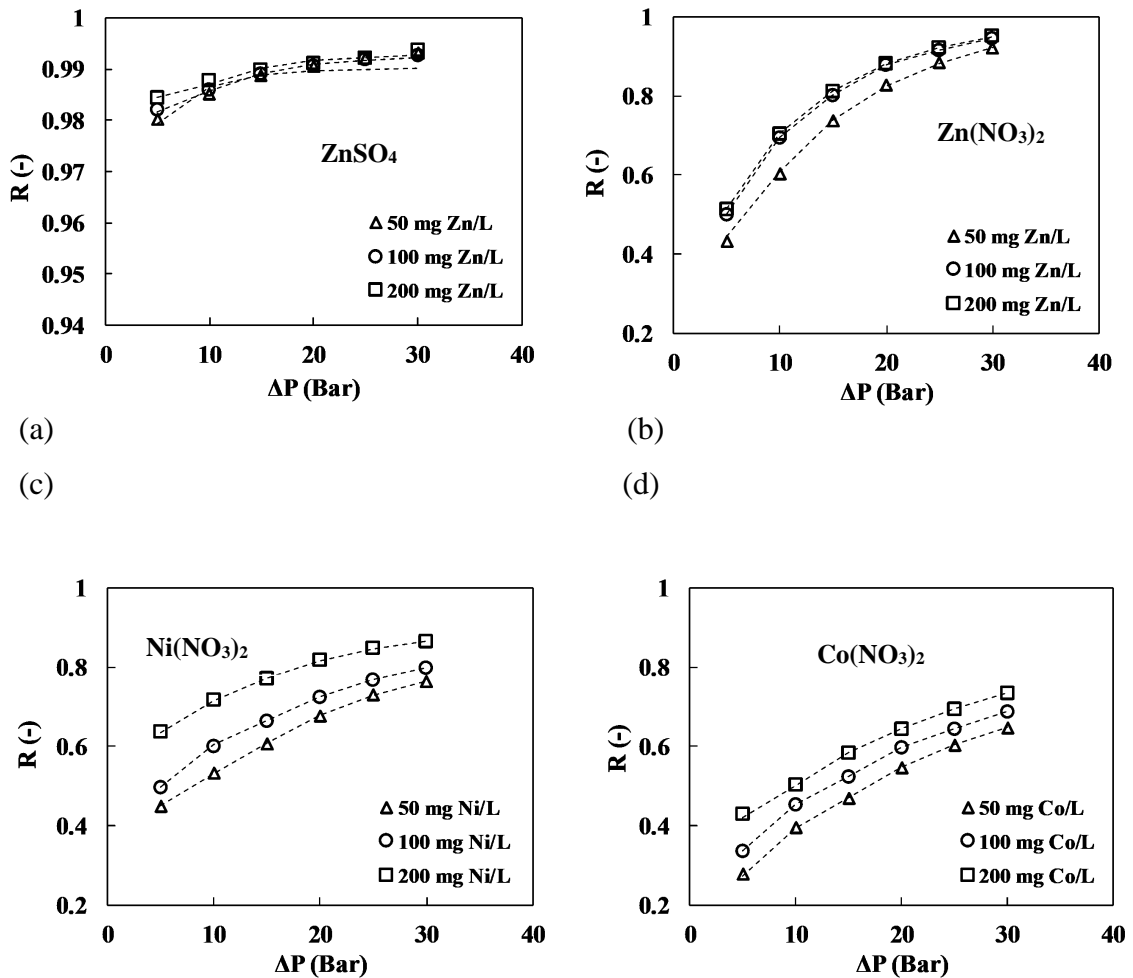 1
0.99
0.98
0.97
0.96
0.95
0.94
R (-)
ZnSO₄
50 mg Zn/L
100 mg Zn/L
200 mg Zn/L
0 10 20 30 40
ΔP (Bar)
(a)
1
0.8
0.6
0.4
0.2
R (-)
Zn(NO₃)₂
50 mg Zn/L
100 mg Zn/L
200 mg Zn/L
0 10 20 30 40
ΔP (Bar)
(b)
(c)
(d)
1
0.8
0.6
0.4
0.2
R (-)
Ni(NO₃)₂
50 mg Ni/L
100 mg Ni/L
200 mg Ni/L
0 10 20 30 40
ΔP (Bar)
1
0.8
0.6
0.4
0.2
R (-)
Co(NO₃)₂
50 mg Co/L
100 mg Co/L
200 mg Co/L
0 10 20 30 40
ΔP (Bar)